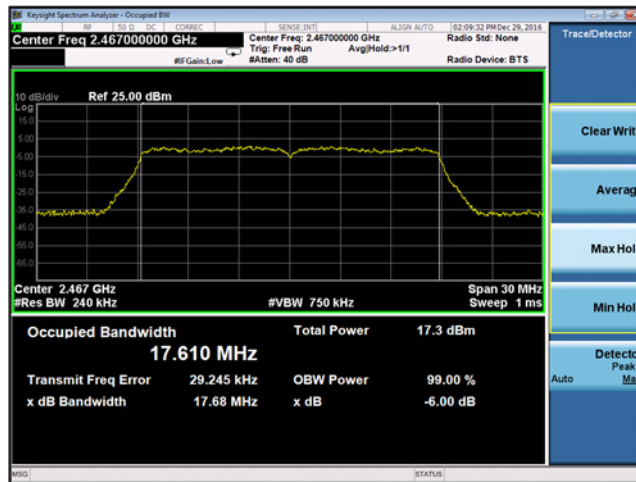 Keysight Spectrum Analyzer - Occupied BW
RF 50 Ω DC CORREC SENSE:INT ALIGN AUTO 02:09:32 PM Dec 29, 2016
Center Freq 2.467000000 GHz Center Freq: 2.467000000 GHz Radio Std: None
Trig: Free Run Avg|Hold:>1/1
#IFGain:Low #Atten: 40 dB Radio Device: BTS
Trace/Detector
10 dB/div Ref 25.00 dBm
Log
15.0
5.00
-5.00
-15.0
-25.0
-35.0
-45.0
-55.0
-65.0
Center 2.467 GHz Span 30 MHz
#Res BW 240 kHz #VBW 750 kHz Sweep 1 ms
Occupied Bandwidth Total Power 17.3 dBm
17.610 MHz
Transmit Freq Error 29.245 kHz OBW Power 99.00 %
x dB Bandwidth 17.68 MHz x dB -6.00 dB
Clear Writ
Averag
Max Hol
Min Hol
Detecto
Peak
Auto Ma
MSG STATUS